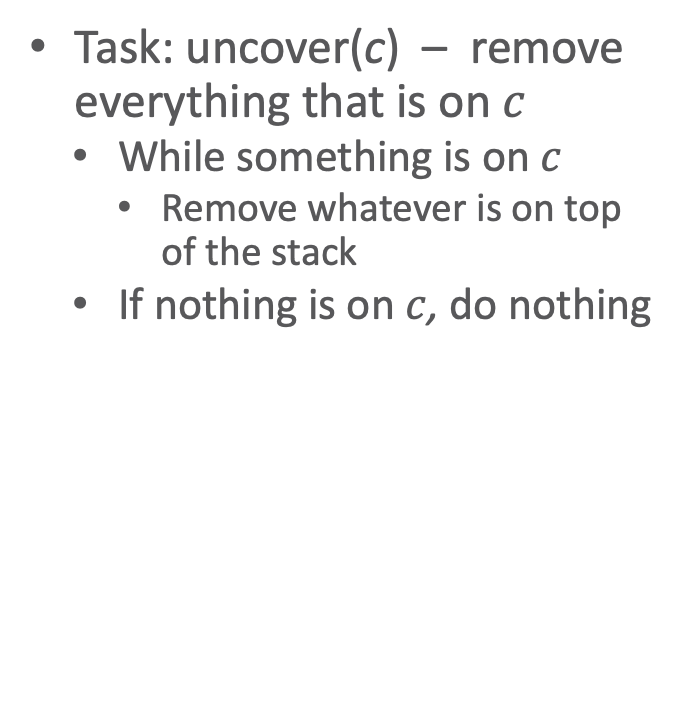 • Task: uncover(c) – remove
everything that is on c
• While something is on c
• Remove whatever is on top
of the stack
• If nothing is on c, do nothing